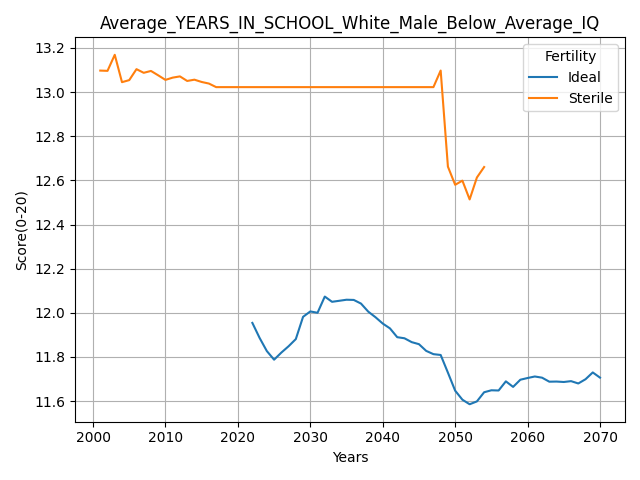 Average_YEARS_IN_SCHOOL_White_Male_Below_Average_IQ
Score(0-20)
13.2
13.0
12.8
12.6
12.4
12.2
12.0
11.8
11.6
Fertility
Ideal
Sterile
2000 2010 2020 2030 2040 2050 2060 2070
Years